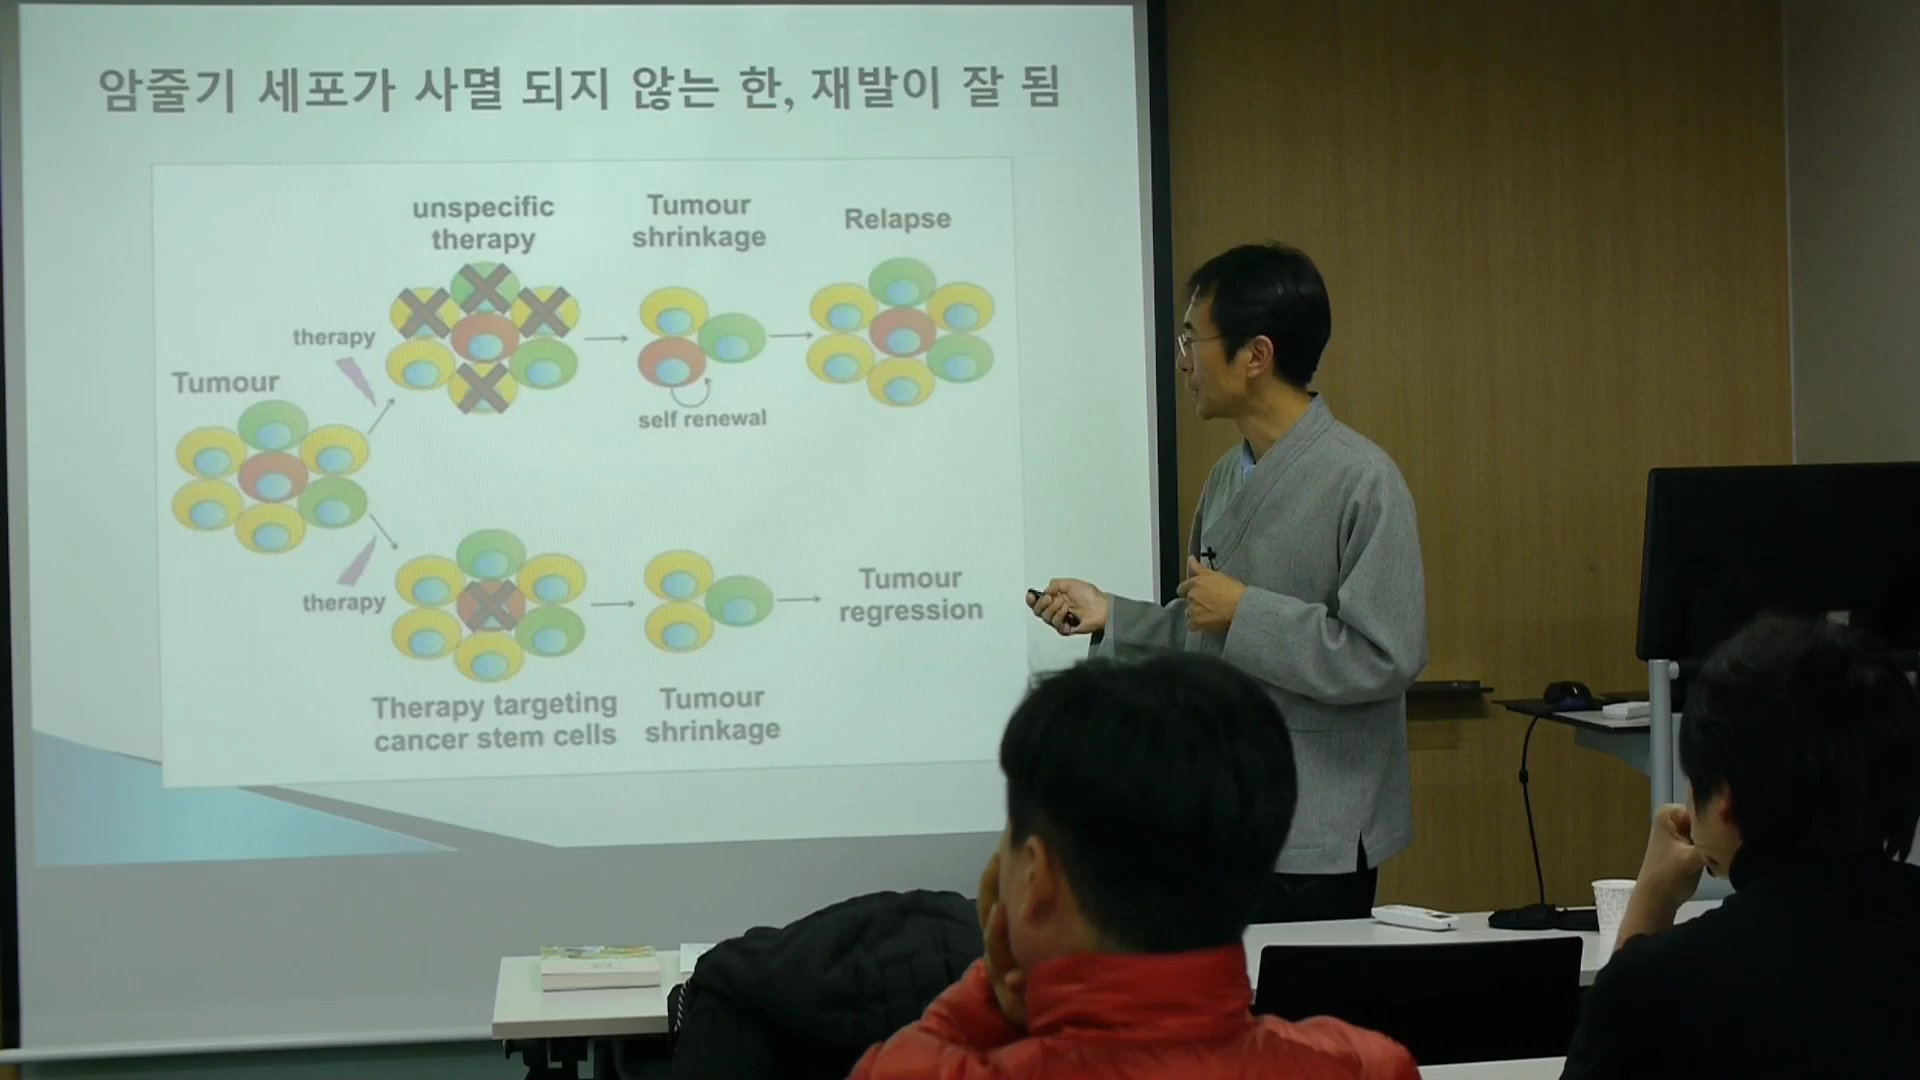 암줄기 세포가 사멸 되지 않는 한, 재발이 잘 됨
unspecific
therapy
Tumour
shrinkage
Relapse
therapy
Tumour
self renewal
therapy
Tumour
regression
Therapy targeting
cancer stem cells
Tumour
shrinkage